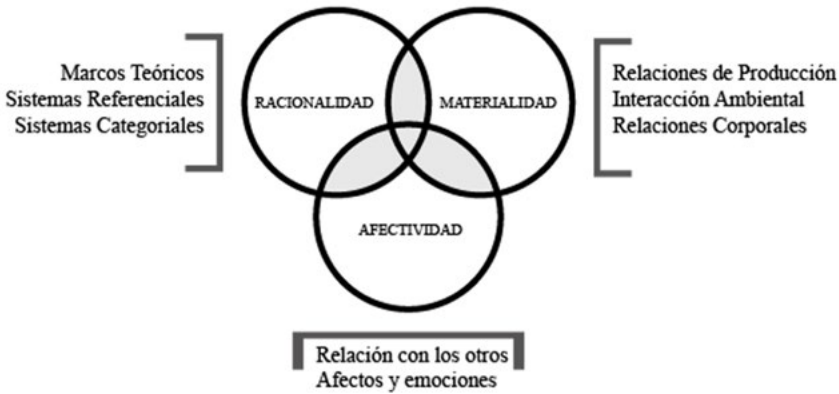 Marcos Teóricos
Sistemas Referenciales
Sistemas Categoriales
RACIONALIDAD
MATERIALIDAD
Relaciones de Producción
Interacción Ambiental
Relaciones Corporales
AFECTIVIDAD
Relación con los otros
Afectos y emociones